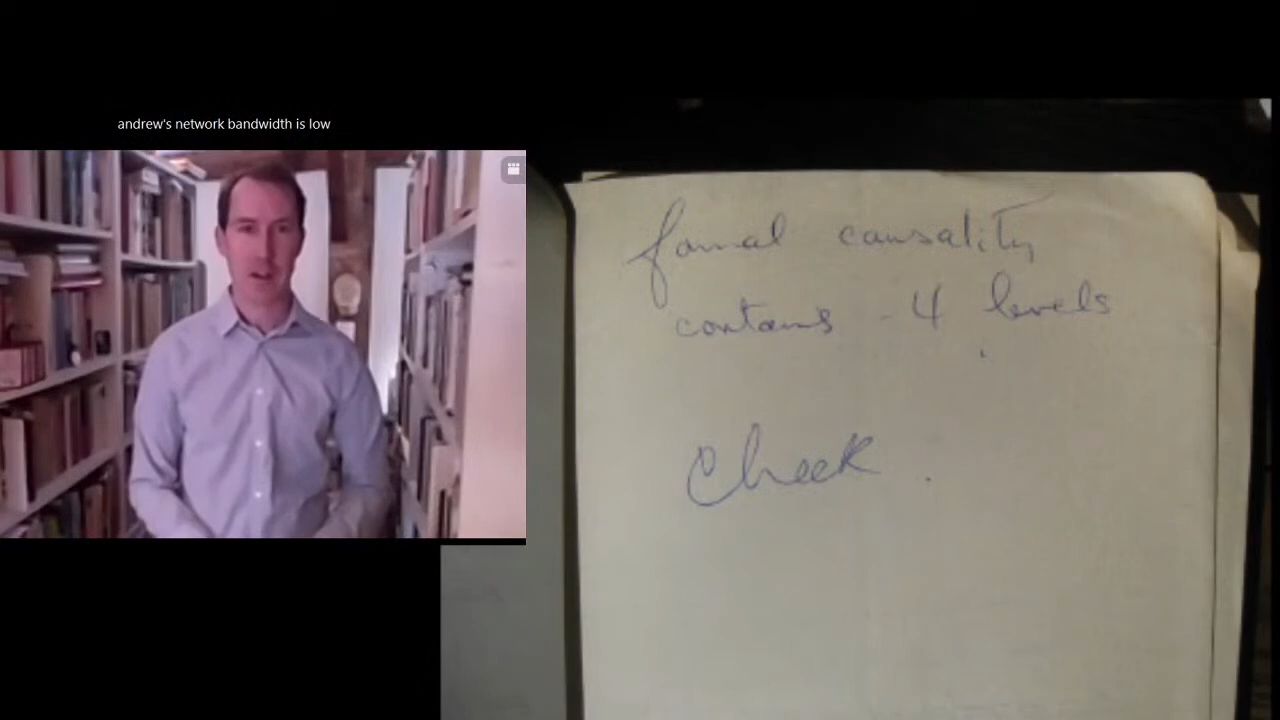 andrew's network bandwidth is low
formal causality
contains - 4 levels
Check.